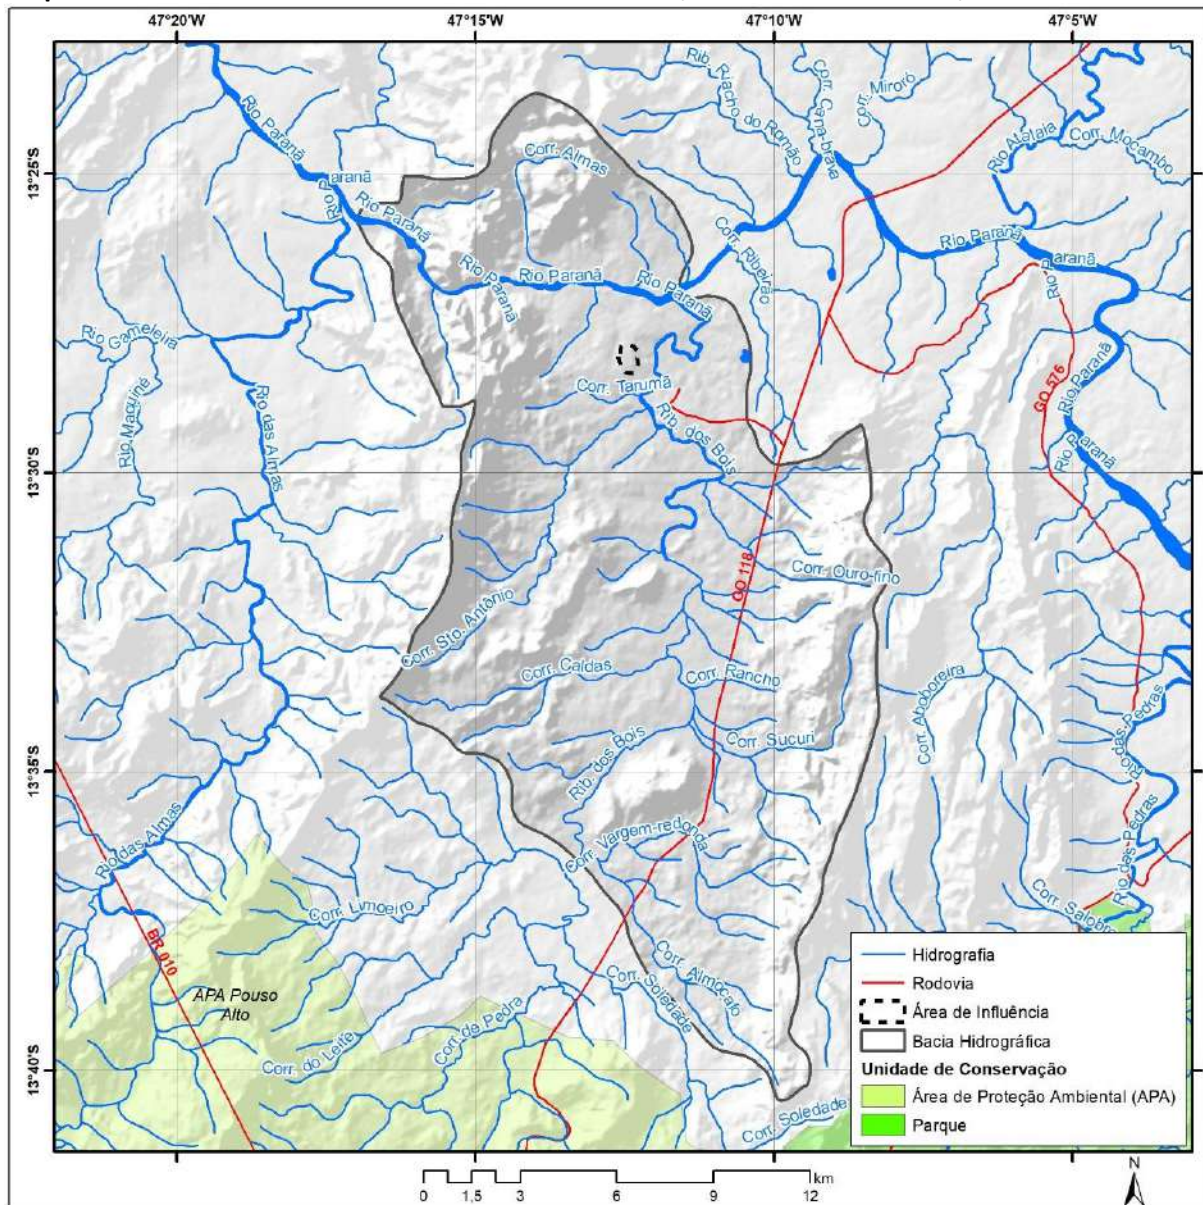 47°20'W
47°15'W
47°10'W
47°5'W
13°25'S
13°30'S
13°35'S
13°40'S
Rio Paranã
Rio Paranã
Paranã
Rio Paranã
Rio Paranã
Rio Paranã
Rio Paranã
Corr. Almas
Rib. Riacho do Romão
Corr. Cana-brava
Corr. Miroró
Rio Atalaia
Corr. Mocambo
Corr. Ribeirão
Rio Paranã
Rio Paranã
Rio Gameleira
Rio Macuiné
Rio das Almas
Corr. Tarumã
Rib. dos Bois
GO 576
Rio Paranã
Rio Paranã
GO 118
Corr. Ouro-fino
Corr. Sto. Antônio
Corr. Caldas
Corr. Rancho
Corr. Aboboreira
Corr. Sucuri
Rib. dos Bois
Rio das Pedras
Rio das Almas
Corr. Vargem-redonda
Rio das Pedras
Corr. Limoeiro
Corr. Salobro
BR 010
APA Pouso
Alto
Corr. Almocafo
Corr. Soledade
Corr. de Pedra
Corr. do Leite
Corr. Soledade
Hidrografia
Rodovia
Área de Influência
Bacia Hidrográfica
Unidade de Conservação
Área de Proteção Ambiental (APA)
Parque
km
0 1,5 3 6 9 12
N